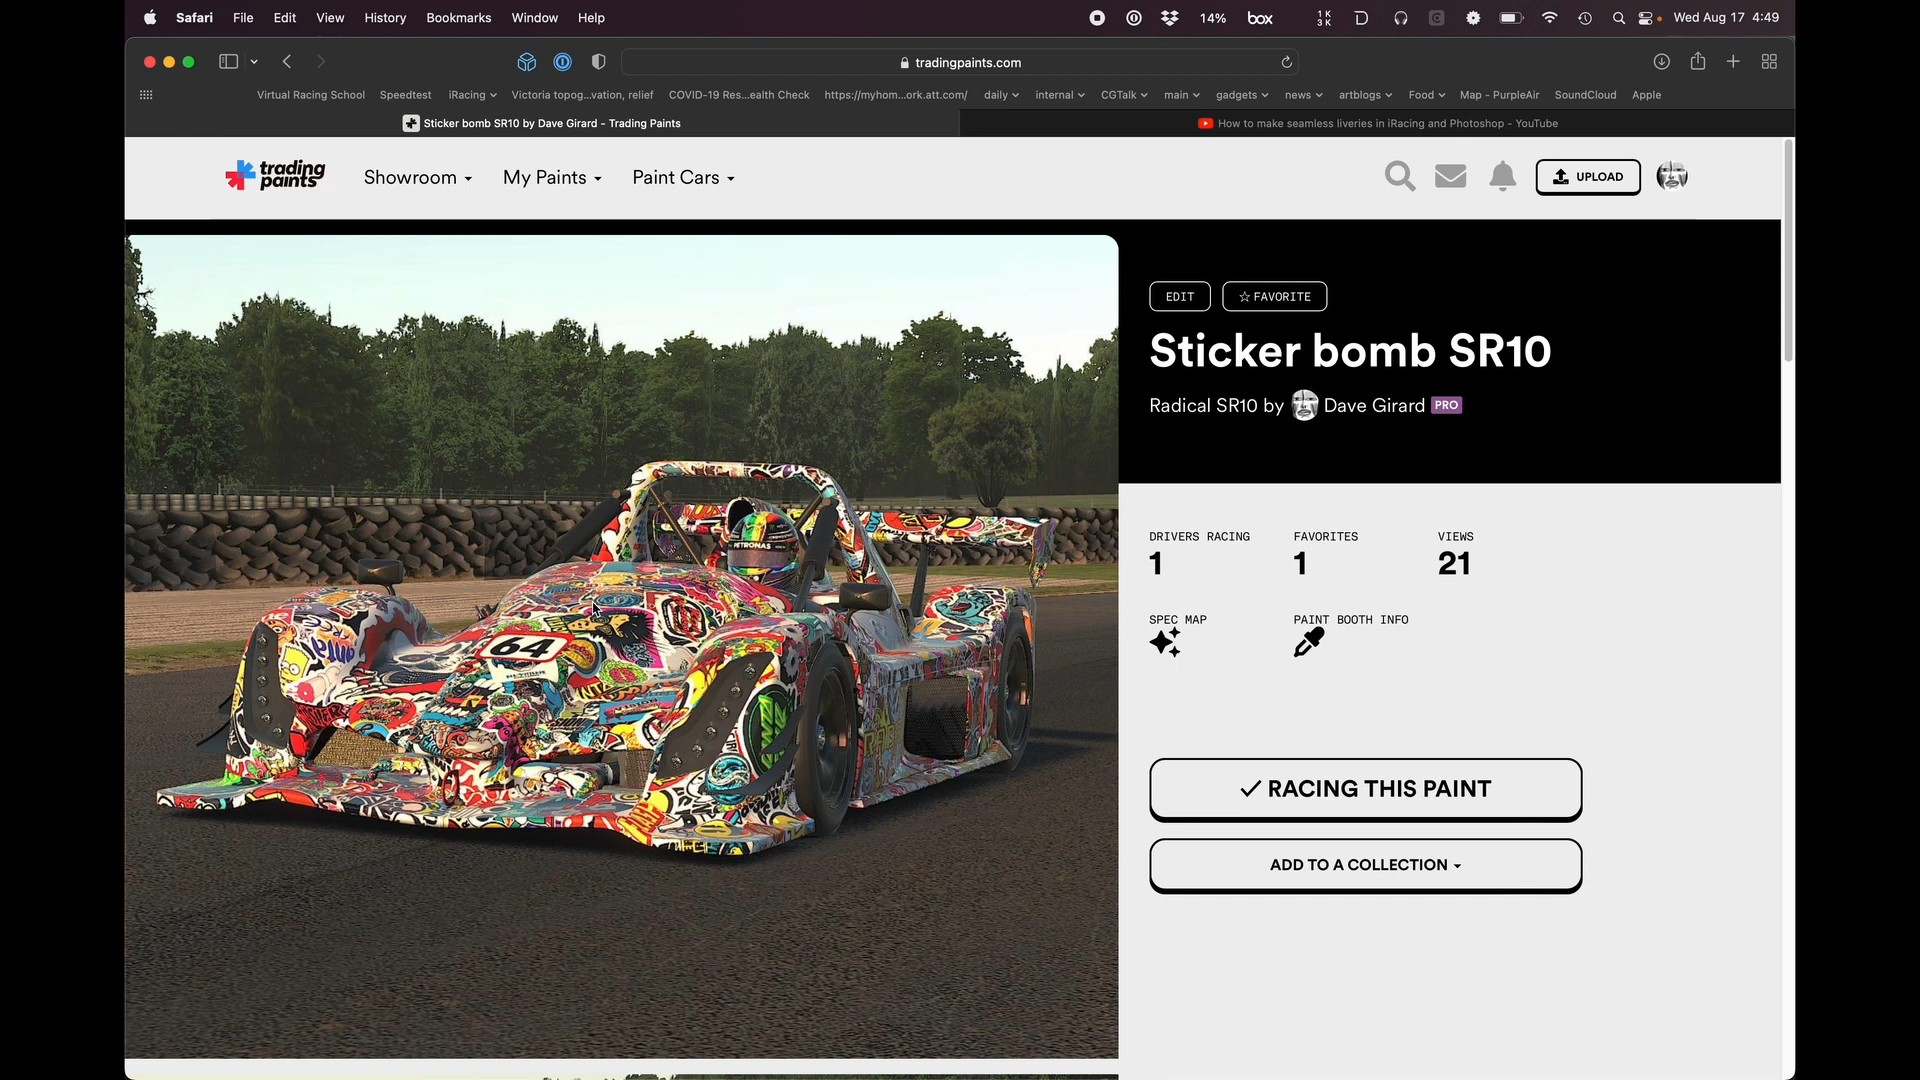 Safari File Edit View History Bookmarks Window Help
14% box 1 K 3 K Wed Aug 17 4:49
tradingpaints.com
Virtual Racing School Speedtest iRacing Victoria topog...vation, relief COVID-19 Res...ealth Check https://myhom...ork.att.com/ daily internal CGTalk main gadgets news artblogs Food Map - PurpleAir SoundCloud Apple
Sticker bomb SR10 by Dave Girard - Trading Paints
How to make seamless liveries in iRacing and Photoshop - YouTube
trading paints
Showroom My Paints Paint Cars UPLOAD
EDIT ☆ FAVORITE
Sticker bomb SR10
Radical SR10 by Dave Girard PRO
DRIVERS RACING FAVORITES VIEWS
1 1 21
SPEC MAP PAINT BOOTH INFO
✓ RACING THIS PAINT
ADD TO A COLLECTION
PETRONAS
64